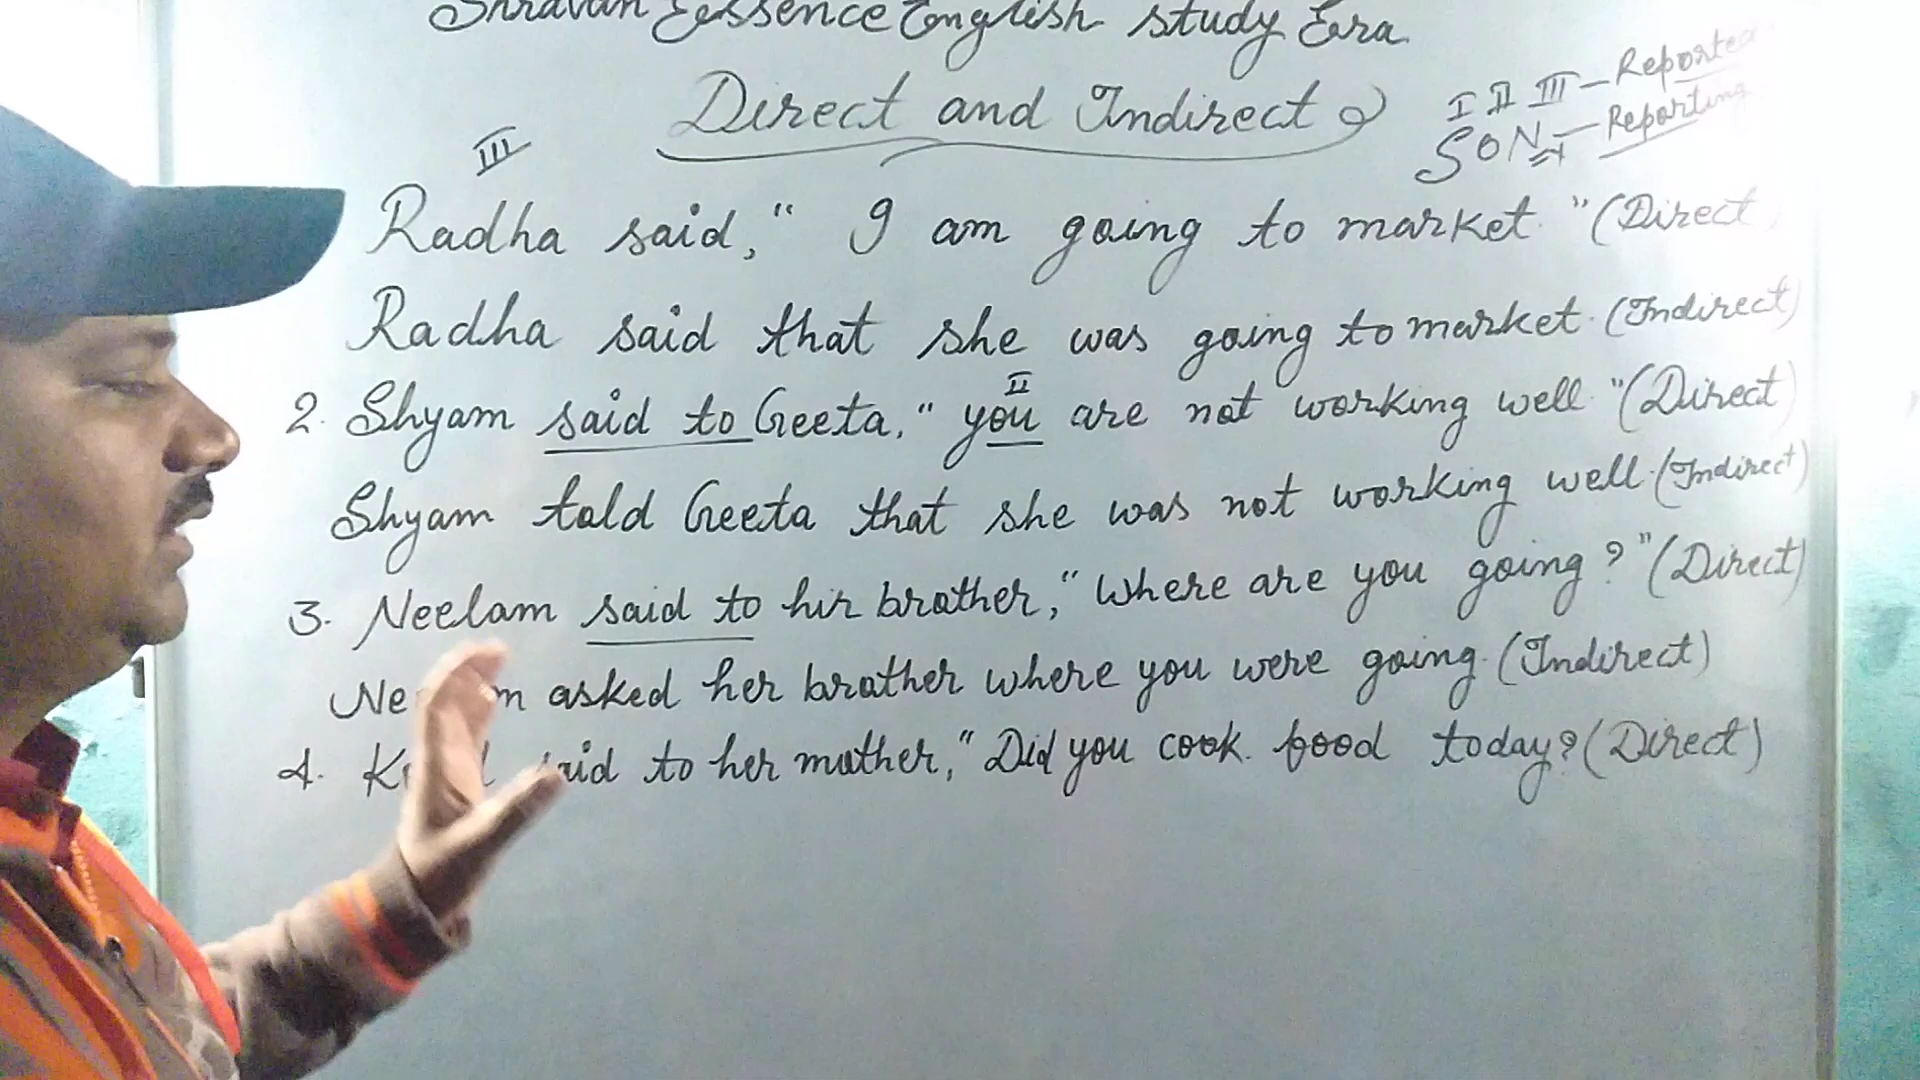 Shravan Eessence English study Era
Direct and Indirect
I II III – Reported
SON – Reporting
III
Radha said, " I am going to market. " (Direct)
Radha said that she was going to market. (Indirect)
II
2. Shyam said to Geeta, " you are not working well. " (Direct)
Shyam told Geeta that she was not working well. (Indirect)
3. Neelam said to hir brother, " Where are you going ? " (Direct)
asked her brother where you were going. (Indirect)
4. said to her mother, " Did you cook food today? (Direct)